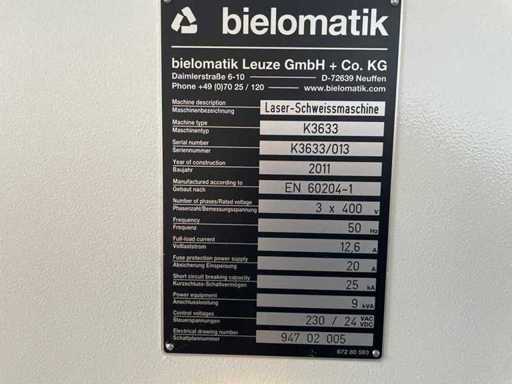 bielomatik
bielomatik Leuze GmbH + Co. KG
Daimlerstraße 6-10 D-72639 Neuffen
Phone +49 (0)70 25 / 120 www.bielomatik.com
Machine description
Maschinenbezeichnung Laser-Schweissmaschine
Machine type
Maschinentyp K3633
Serial number
Seriennummer K3633/013
Year of construction
Baujahr 2011
Manufactured according to
Gebaut nach EN 60204-1
Number of phases/Rated voltage
Phasenzahl/Bemessungsspannung 3 x 400 V
Frequency
Frequenz 50 Hz
Full-load current
Volllaststrom 12,6 A
Fuse protection power supply
Absicherung Einspeisung 20 A
Short circuit breaking capacity
Kurzschluss-Schaltvermögen 25 kA
Power equipment
Anschlussleistung 9 kVA
Control voltages
Steuerspannungen 230 / 24 VAC VDC
Electrical drawing number
Schaltplannummer 947 02 005
672 80 593